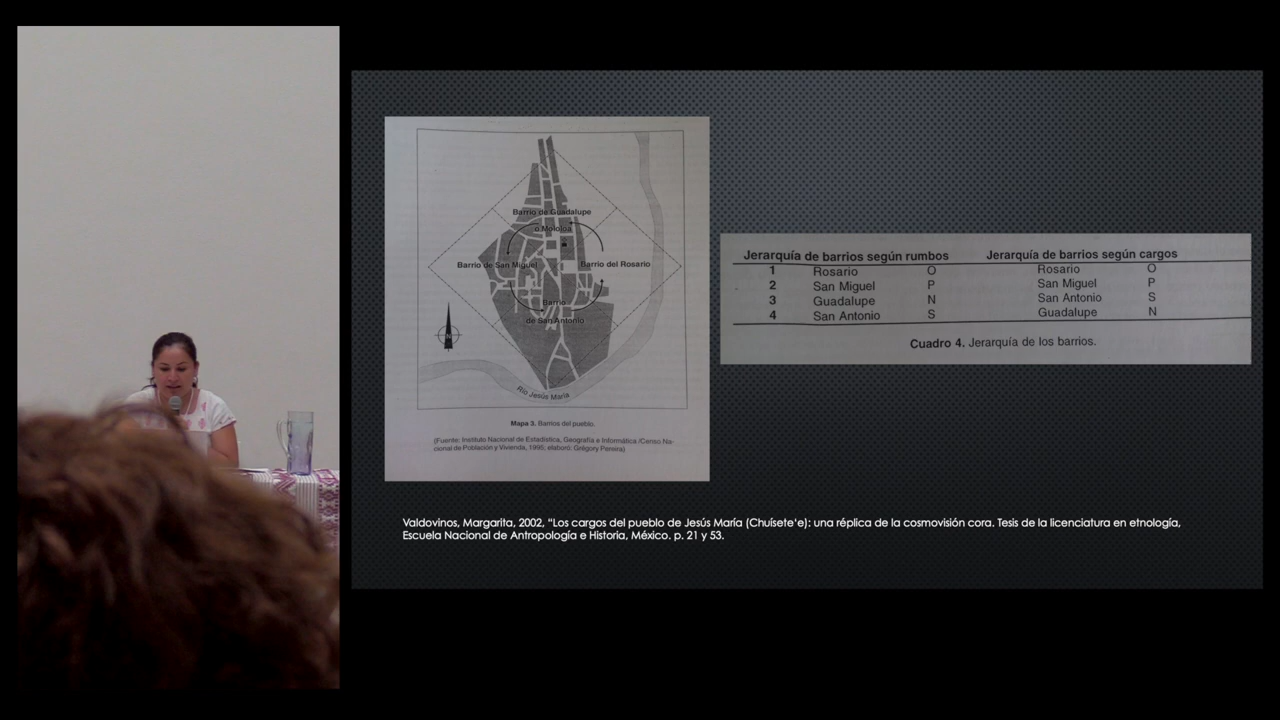 Barrio de Guadalupe
o Mololoa
Barrio de San Miguel
Barrio del Rosario
Barrio
de San Antonio
Río Jesús María
Mapa 3. Barrios del pueblo.
(Fuente: Instituto Nacional de Estadística, Geografía e Informática /Censo Na-
cional de Población y Vivienda, 1995, elaboró: Grégory Pereira)
Jerarquía de barrios según rumbos Jerarquía de barrios según cargos
1 Rosario O Rosario O
2 San Miguel P San Miguel P
3 Guadalupe N San Antonio S
4 San Antonio S Guadalupe N
Cuadro 4. Jerarquía de los barrios.
Valdovinos, Margarita, 2002, “Los cargos del pueblo de Jesús María (Chuísete'e): una réplica de la cosmovisión cora. Tesis de la licenciatura en etnología,
Escuela Nacional de Antropología e Historia, México. p. 21 y 53.